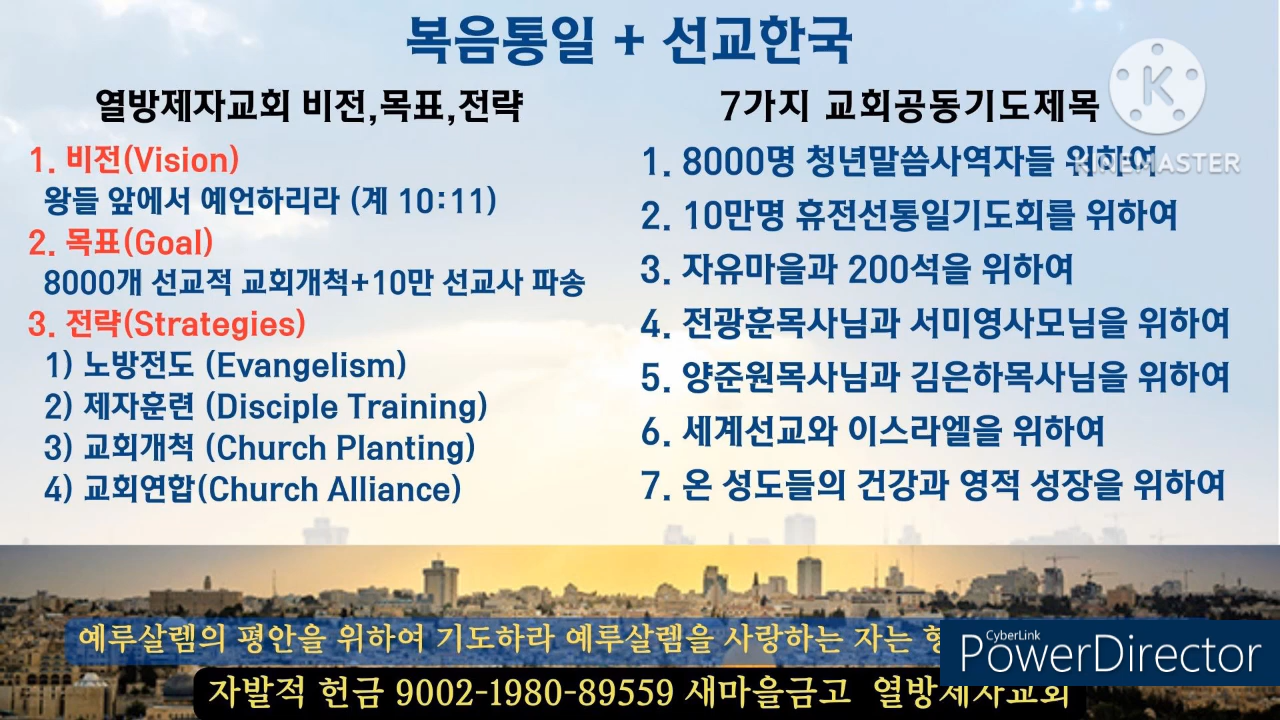 복음통일 + 선교한국
열방제자교회 비전,목표,전략
1. 비전(Vision)
왕들 앞에서 예언하리라 (계 10:11)
2. 목표(Goal)
8000개 선교적 교회개척+10만 선교사 파송
3. 전략(Strategies)
1) 노방전도 (Evangelism)
2) 제자훈련 (Disciple Training)
3) 교회개척 (Church Planting)
4) 교회연합(Church Alliance)
7가지 교회공동기도제목
1. 8000명 청년말씀사역자들 위하여
2. 10만명 휴전선통일기도회를 위하여
3. 자유마을과 200석을 위하여
4. 전광훈목사님과 서미영사모님을 위하여
5. 양준원목사님과 김은하목사님을 위하여
6. 세계선교와 이스라엘을 위하여
7. 온 성도들의 건강과 영적 성장을 위하여
K
KINEMASTER
예루살렘의 평안을 위하여 기도하라 예루살렘을 사랑하는 자는
CyberLink
PowerDirector
자발적 헌금 9002-1980-89559 새마을금고 열방제자교회